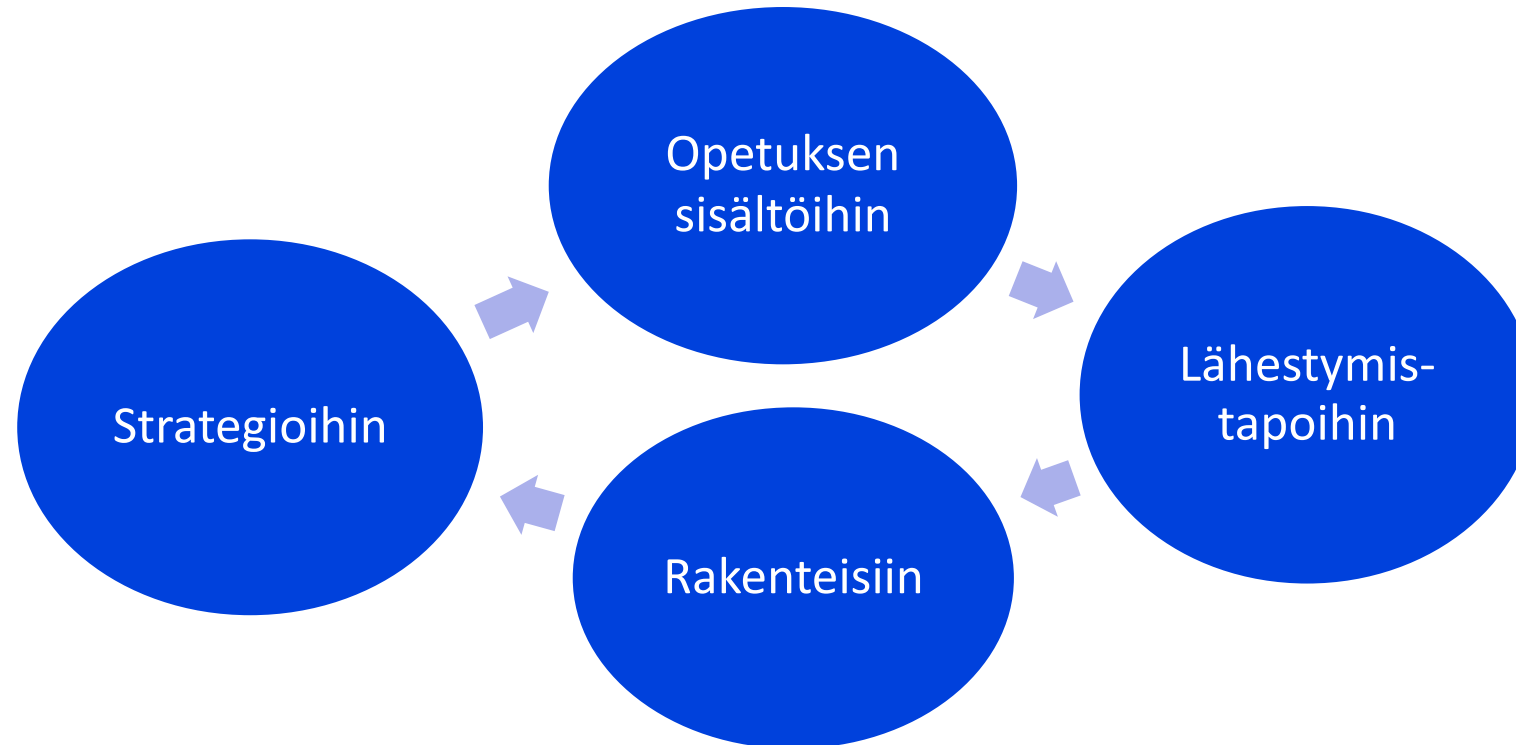 Opetuksen
sisältöihin
Lähestymis-
tapoihin
Rakenteisiin
Strategioihin